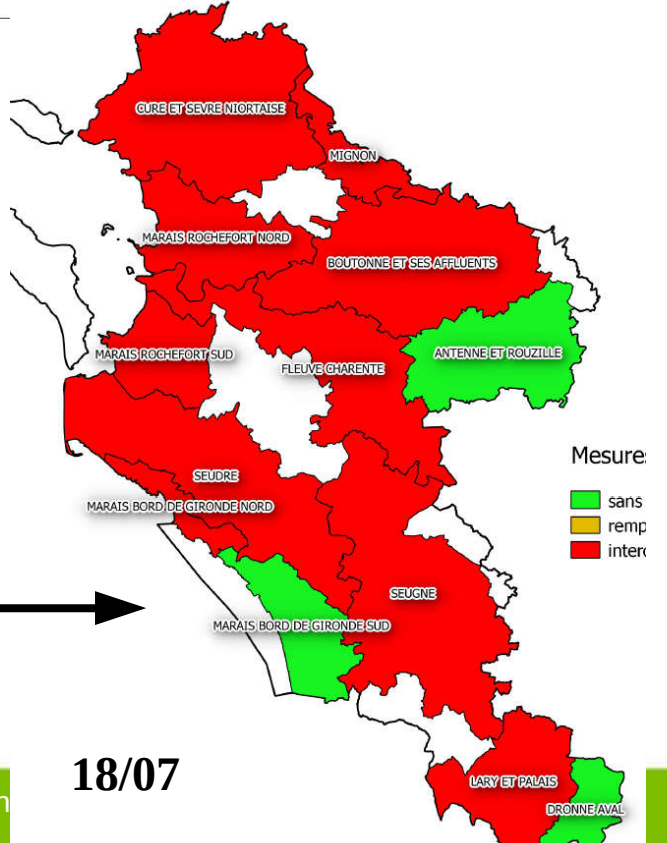 CURE ET SEVRE NIORTAISE
MIGNON
MARAIS ROCHEFORT NORD
BOUTONNE ET SES AFFLUENTS
MARAIS ROCHEFORT SUD
FLEUVE CHARENTE
ANTENNE ET ROUZILLE
SEUDRE
MARAIS BORD DE GIRONDE NORD
Mesures
sans
SEUGNE
MARAIS BORD DE GIRONDE SUD
18/07
LARY ET PALAIS
DRONNE AVAL